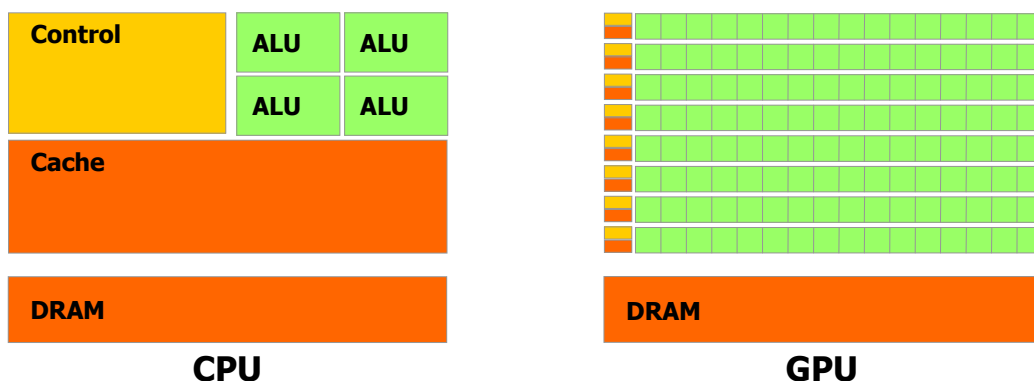 Control
ALU
ALU
ALU
ALU
Cache
DRAM
CPU
DRAM
GPU